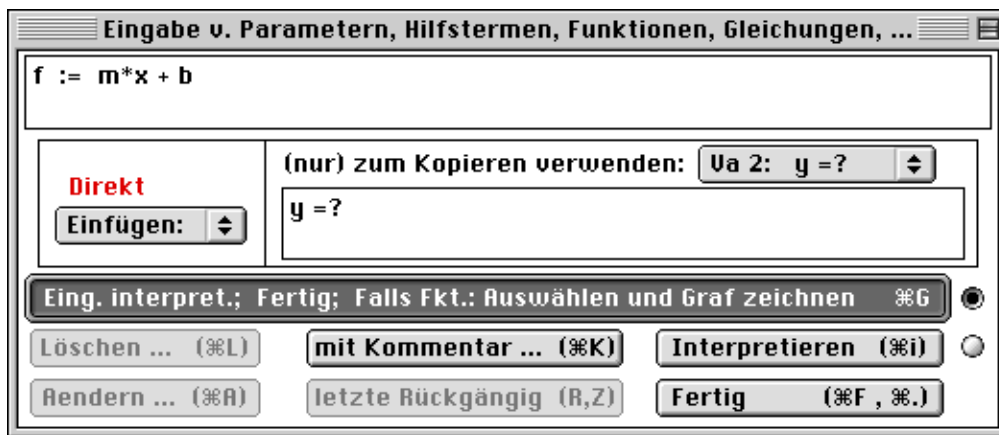 Eingabe v. Parametern, Hilfstermen, Funktionen, Gleichungen, ...
f := m*x + b
(nur) zum Kopieren verwenden: Va 2: y =?
Direkt
Einfügen:
y =?
Eing. interpret.; Fertig; Falls Fkt.: Auswählen und Graf zeichnen ⌘G
Löschen ... (⌘L) mit Kommentar ... (⌘K) Interpretieren (⌘i)
Aendern ... (⌘A) letzte Rückgängig (R,Z) Fertig (⌘F , ⌘.)